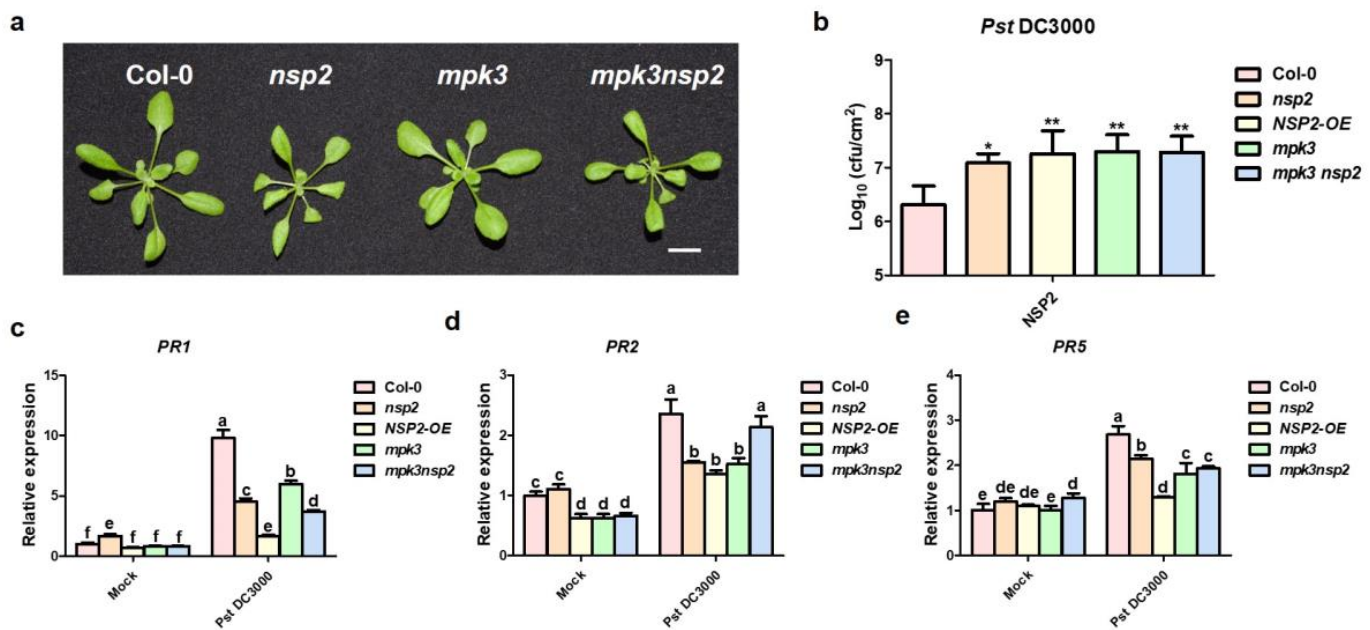 a
Col-0 nsp2 mpk3 mpk3nsp2
b
Pst DC3000
Log10 (cfu/cm2)
8
7
6
5
** ** **
*
NSP2
Col-0
nsp2
NSP2-OE
mpk3
mpk3 nsp2
c
PR1
Relative expression
15
10
5
0
f e f f f
a c e b d
Mock
Pst DC3000
Col-0
nsp2
NSP2-OE
mpk3
mpk3nsp2
d
PR2
Relative expression
3
2
1
0
c c d d d
a b b b a
Mock
Pst DC3000
Col-0
nsp2
NSP2-OE
mpk3
mpk3nsp2
e
PR5
Relative expression
4
3
2
1
0
e de de e d
a b d c c
Mock
Pst DC3000
Col-0
nsp2
NSP2-OE
mpk3
mpk3nsp2